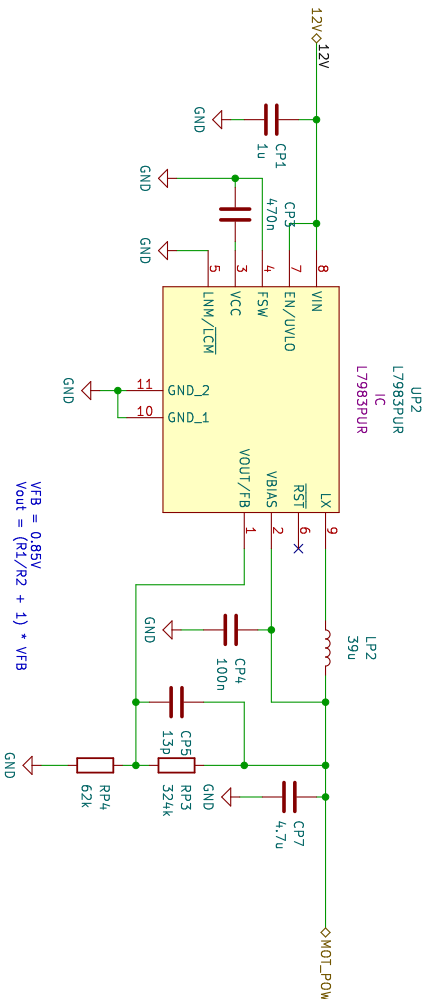 12V
12V
GND
CP1
1u
GND
CP3
470n
GND
5
3
4
7
8
LNM/LCM
VCC
FSW
EN/UVLO
VIN
UP2
L7983PUR
IC
L7983PUR
GND
11
10
GND_2
GND_1
VOUT/FB
VBIAS
RST
LX
1
2
6
9
VFB = 0.85V
Vout = (R1/R2 + 1) * VFB
GND
CP4
100n
LP2
39u
CP5
13p
GND
RP4
62k
RP3
324k
GND
CP7
4.7u
MOT_POW